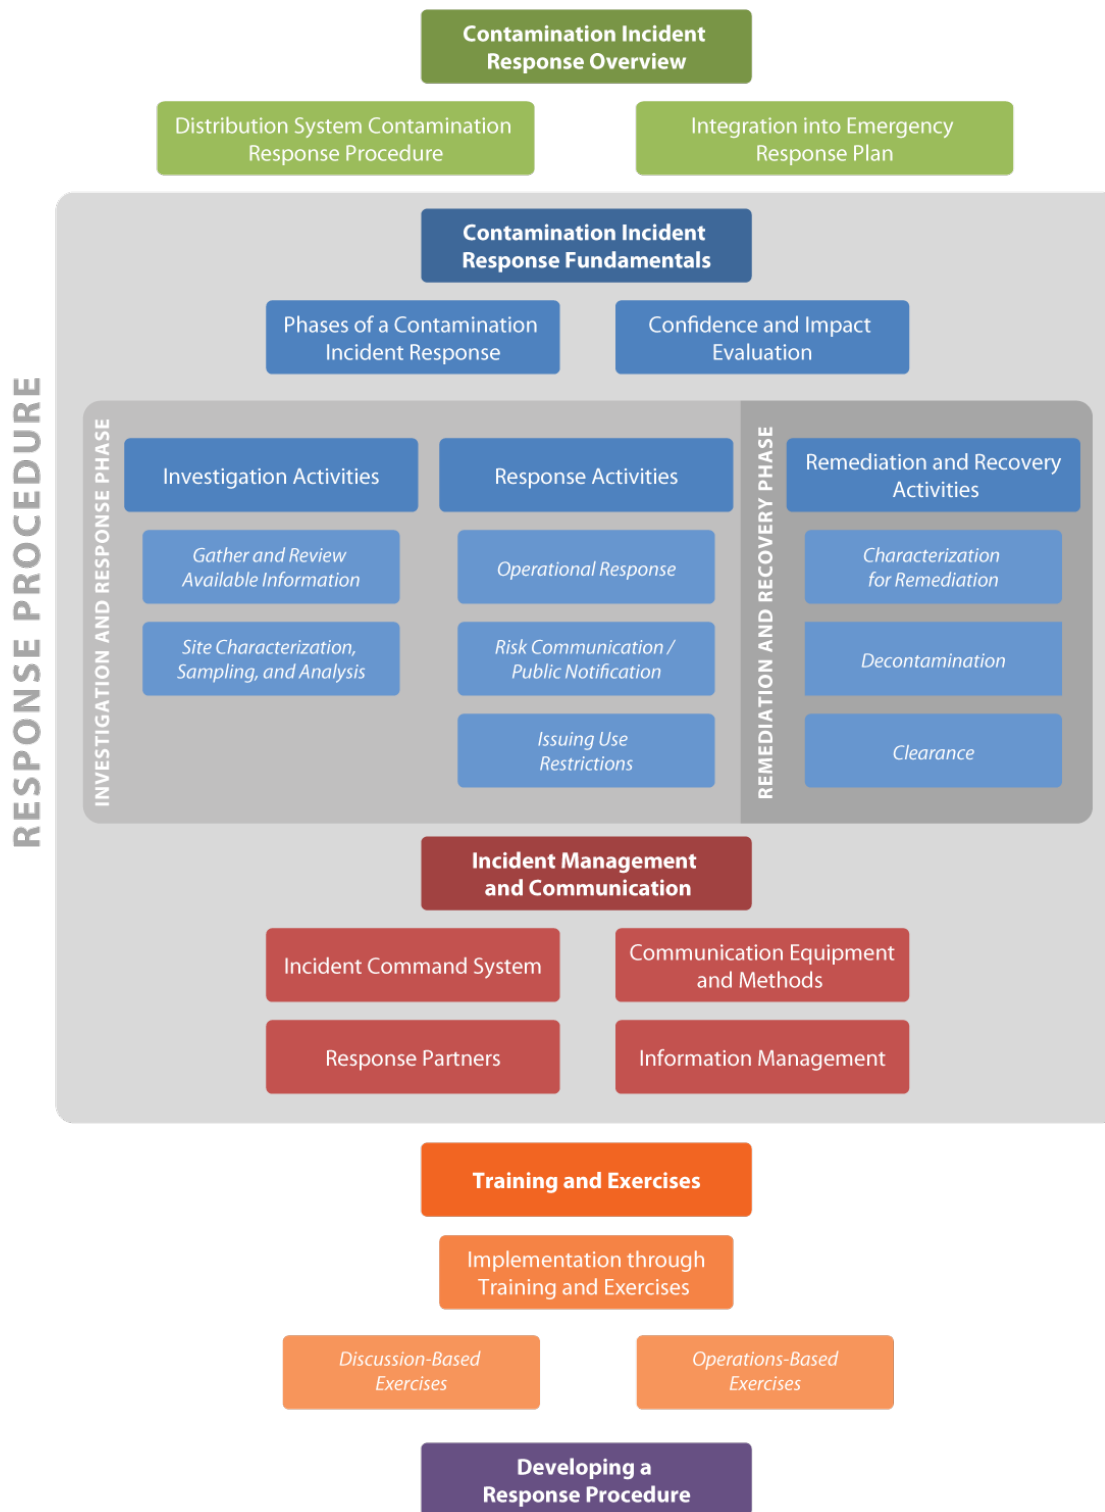 Contamination Incident
Response Overview
Distribution System Contamination
Response Procedure
Integration into Emergency
Response Plan
RESPONSE PROCEDURE
Contamination Incident
Response Fundamentals
Phases of a Contamination
Incident Response
Confidence and Impact
Evaluation
INVESTIGATION AND RESPONSE PHASE
Investigation Activities
Gather and Review
Available Information
Site Characterization,
Sampling, and Analysis
Response Activities
Operational Response
Risk Communication /
Public Notification
Issuing Use
Restrictions
REMEDIATION AND RECOVERY PHASE
Remediation and Recovery
Activities
Characterization
for Remediation
Decontamination
Clearance
Incident Management
and Communication
Incident Command System
Communication Equipment
and Methods
Response Partners
Information Management
Training and Exercises
Implementation through
Training and Exercises
Discussion-Based
Exercises
Operations-Based
Exercises
Developing a
Response Procedure